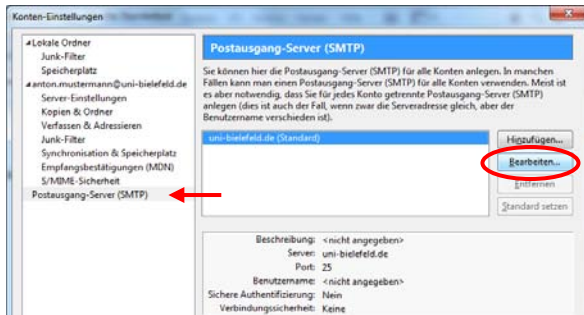 Konten-Einstellungen
Lokale Ordner
Junk-Filter
Speicherplatz
anton.mustermann@uni-bielefeld.de
Server-Einstellungen
Kopien & Ordner
Verfassen & Adressieren
Junk-Filter
Synchronisation & Speicherplatz
Empfangsbestätigungen (MDN)
S/MIME-Sicherheit
Postausgang-Server (SMTP)
Postausgang-Server (SMTP)
Sie können hier die Postausgang-Server (SMTP) für alle Konten anlegen. In manchen
Fällen kann man einen Postausgang-Server (SMTP) für alle Konten verwenden. Meist ist
es aber notwendig, dass Sie für jedes Konto getrennte Postausgang-Server (SMTP)
anlegen (dies ist auch der Fall, wenn zwar die Serveradresse gleich, aber der
Benutzername verschieden ist).
uni-bielefeld.de (Standard)
Hinzufügen...
Bearbeiten...
Entfernen
Standard setzen
Beschreibung: <nicht angegeben>
Server: uni-bielefeld.de
Port: 25
Benutzername: <nicht angegeben>
Sichere Authentifizierung: Nein
Verbindungssicherheit: Keine